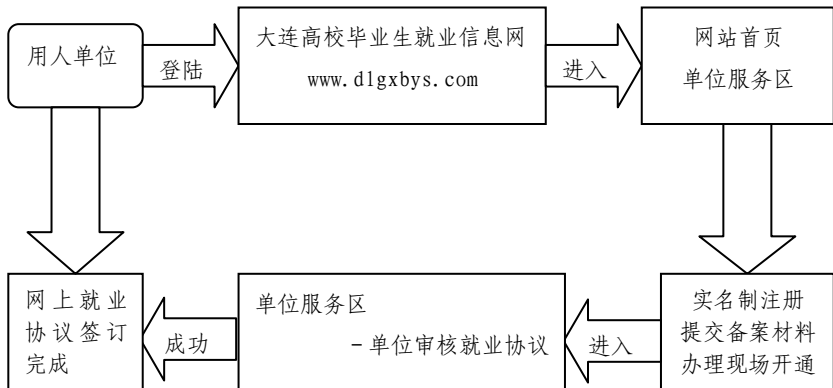 用人单位
登陆
大连高校毕业生就业信息网
www.dlgxbys.com
进入
网站首页
单位服务区
实名制注册
提交备案材料
办理现场开通
进入
单位服务区
－单位审核就业协议
成功
网上就业
协议签订
完成